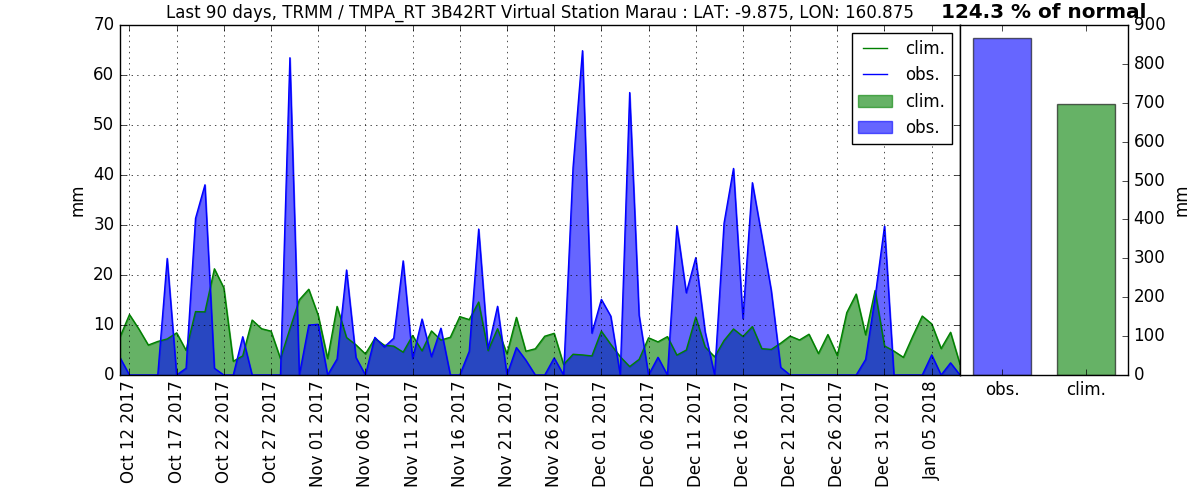 Last 90 days, TRMM / TMPA_RT 3B42RT Virtual Station Marau : LAT: -9.875, LON: 160.875
124.3 % of normal
70
60
50
40
30
20
10
0
mm
clim.
obs.
clim.
obs.
900
800
700
600
500
400
300
200
100
0
mm
Oct 12 2017
Oct 17 2017
Oct 22 2017
Oct 27 2017
Nov 01 2017
Nov 06 2017
Nov 11 2017
Nov 16 2017
Nov 21 2017
Nov 26 2017
Dec 01 2017
Dec 06 2017
Dec 11 2017
Dec 16 2017
Dec 21 2017
Dec 26 2017
Dec 31 2017
Jan 05 2018
obs.
clim.